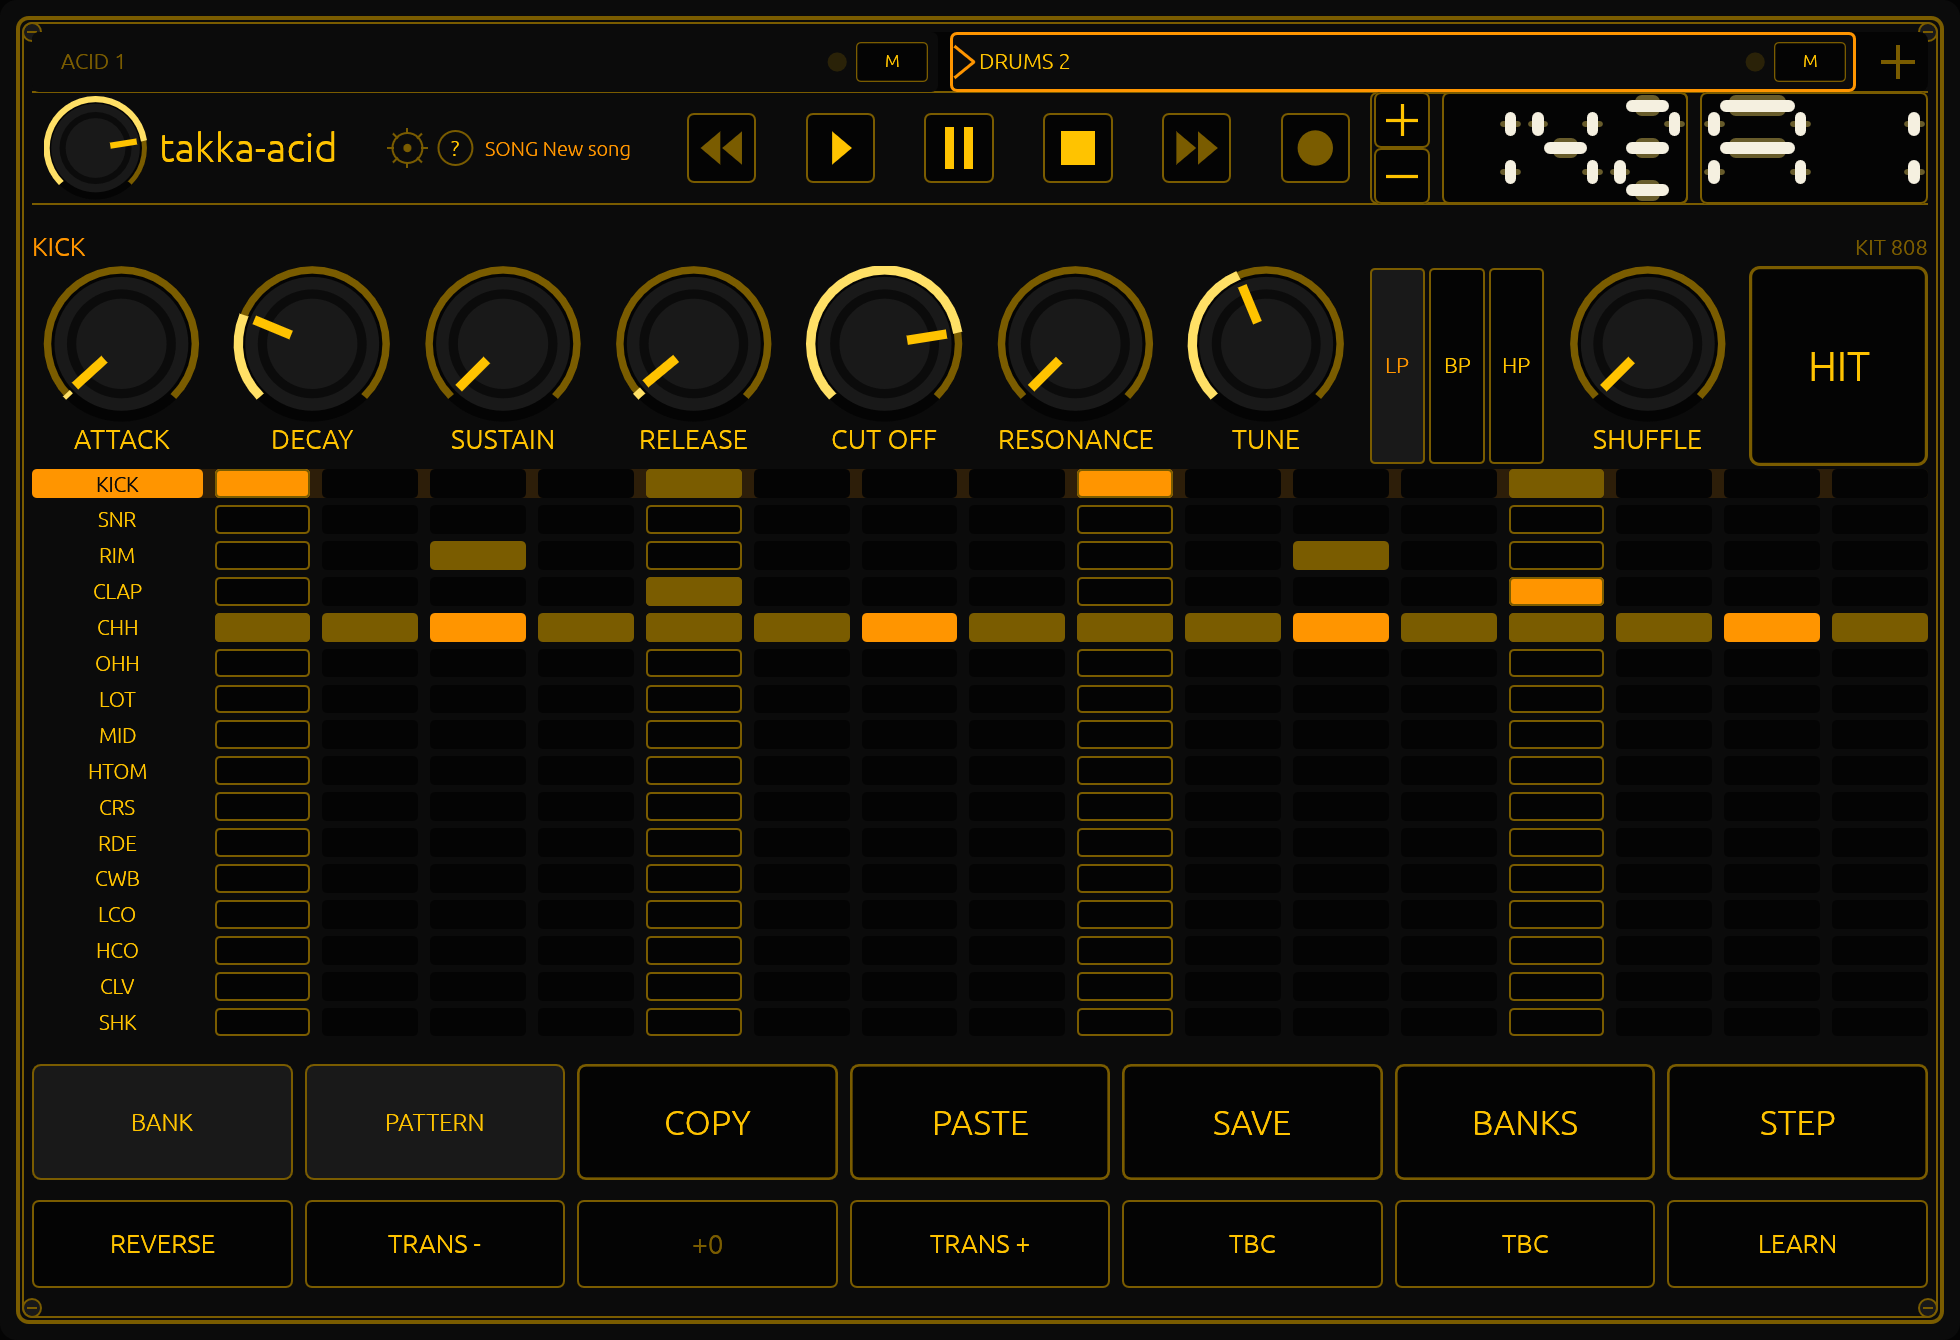 ACID 1
M
DRUMS 2
M
+
takka-acid
?
SONG New song
+
−
142
A 1
KICK
KIT 808
ATTACK
DECAY
SUSTAIN
RELEASE
CUT OFF
RESONANCE
TUNE
LP
BP
HP
SHUFFLE
HIT
KICK
SNR
RIM
CLAP
CHH
OHH
LOT
MID
HTOM
CRS
RDE
CWB
LCO
HCO
CLV
SHK
BANK
PATTERN
COPY
PASTE
SAVE
BANKS
STEP
REVERSE
TRANS -
+0
TRANS +
TBC
TBC
LEARN